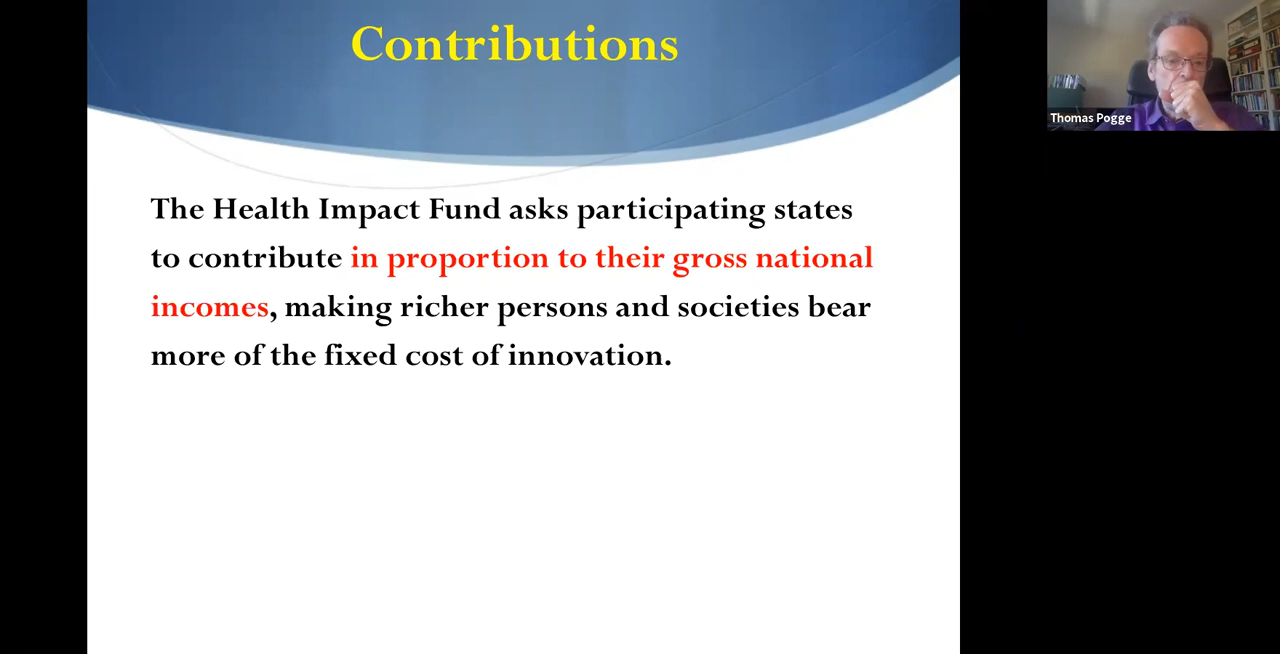 Contributions
Thomas Pogge
The Health Impact Fund asks participating states
to contribute in proportion to their gross national
incomes, making richer persons and societies bear
more of the fixed cost of innovation.